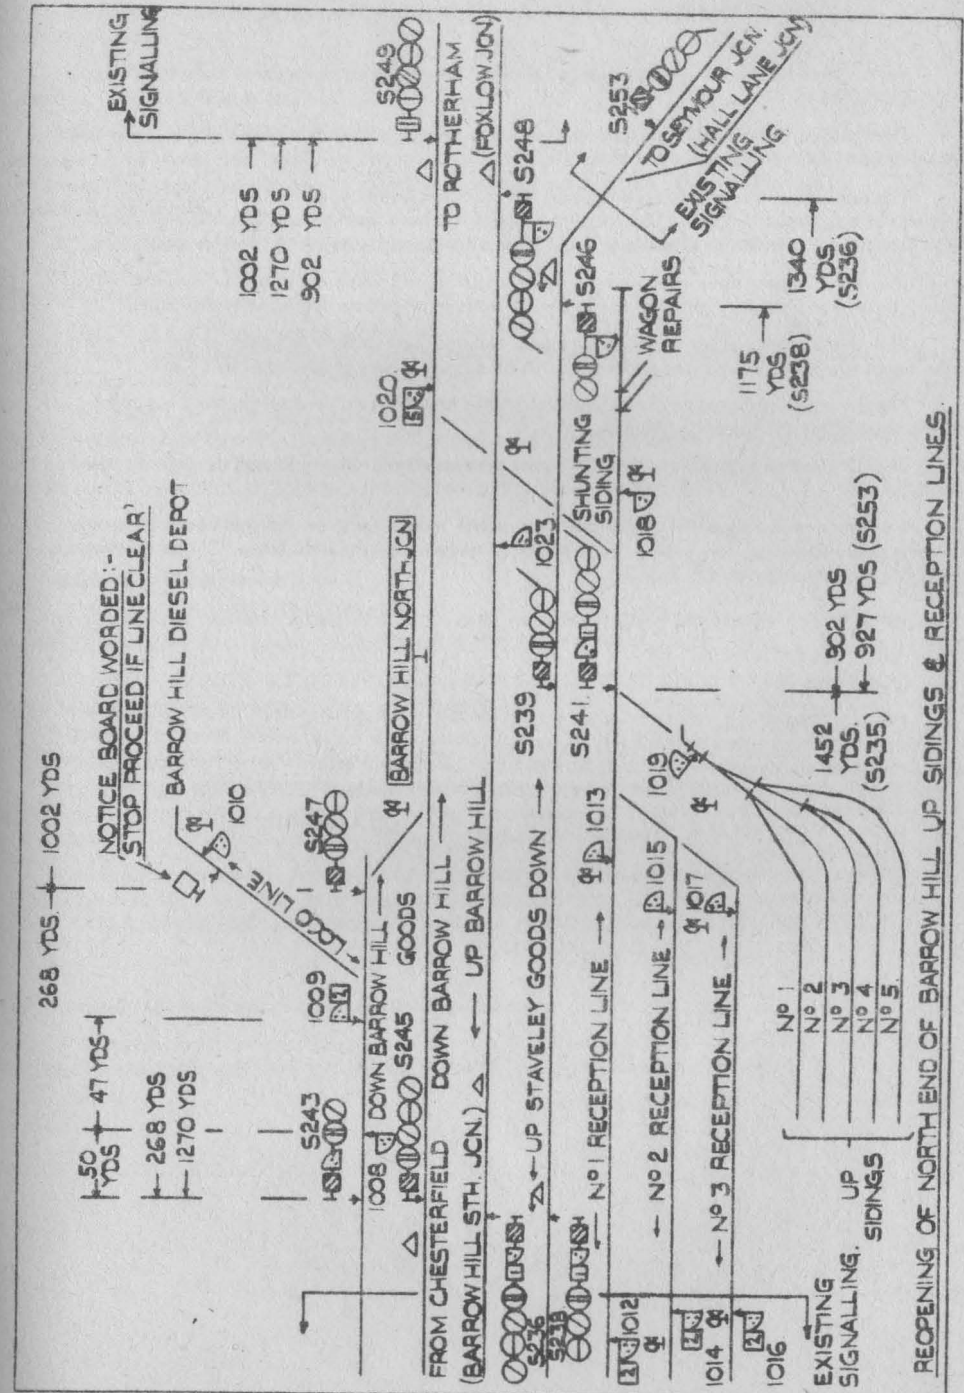 EXISTING
SIGNALLING
268 YDS.
1002 YDS
NOTICE BOARD WORDED:-
'STOP PROCEED IF LINE CLEAR'
BARROW HILL DIESEL DEPOT
1002 YDS
1270 YDS
902 YDS
50
YDS
47 YDS
268 YDS
1270 YDS
LOCO LINE
1010
S243
1009
2
S247
S249
1008
DOWN BARROW HILL
S245
GOODS
BARROW HILL NORTH JCN
1020
5
FROM CHESTERFIELD
DOWN BARROW HILL
TO ROTHERHAM
(BARROW HILL STH. JCN.)
UP BARROW HILL
(FOXLOW JCN)
S236
S238
UP STAVELEY GOODS DOWN
S239
1023
S248
S253
TO SEYMOUR JCN.
(HALL LANE JCN)
EXISTING
SIGNALLING
Nº 1 RECEPTION LINE
1013
S241
SHUNTING
SIDING
S246
WAGON
REPAIRS
2
1012
Nº 2 RECEPTION LINE
1015
1019
1018
2
1014
Nº 3 RECEPTION LINE
1017
2
1016
1175
YDS
(S238)
1340
YDS
(S236)
EXISTING
SIGNALLING.
UP
SIDINGS
Nº 1
Nº 2
Nº 3
Nº 4
Nº 5
1452
YDS.
(S235)
902 YDS
927 YDS (S253)
REOPENING OF NORTH END OF BARROW HILL UP SIDINGS & RECEPTION LINES.